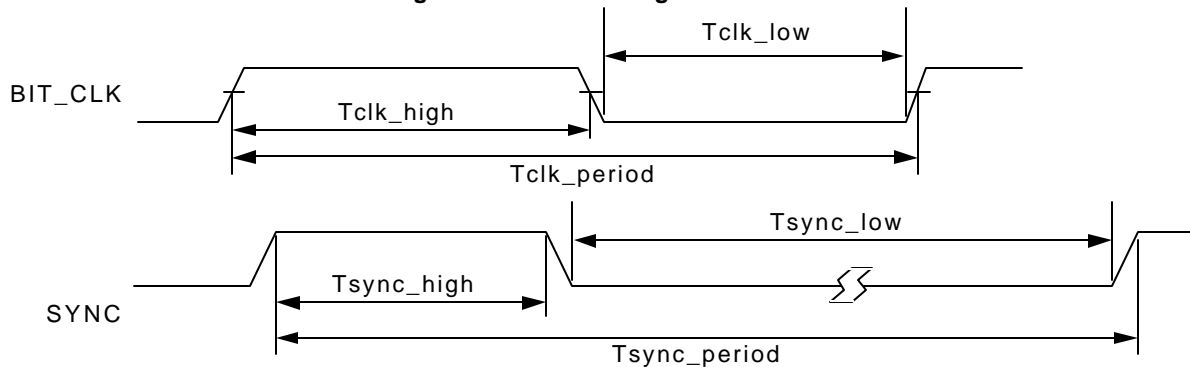 Tclk_low
BIT_CLK
Tclk_high
Tclk_period
Tsync_low
Tsync_high
SYNC
Tsync_period